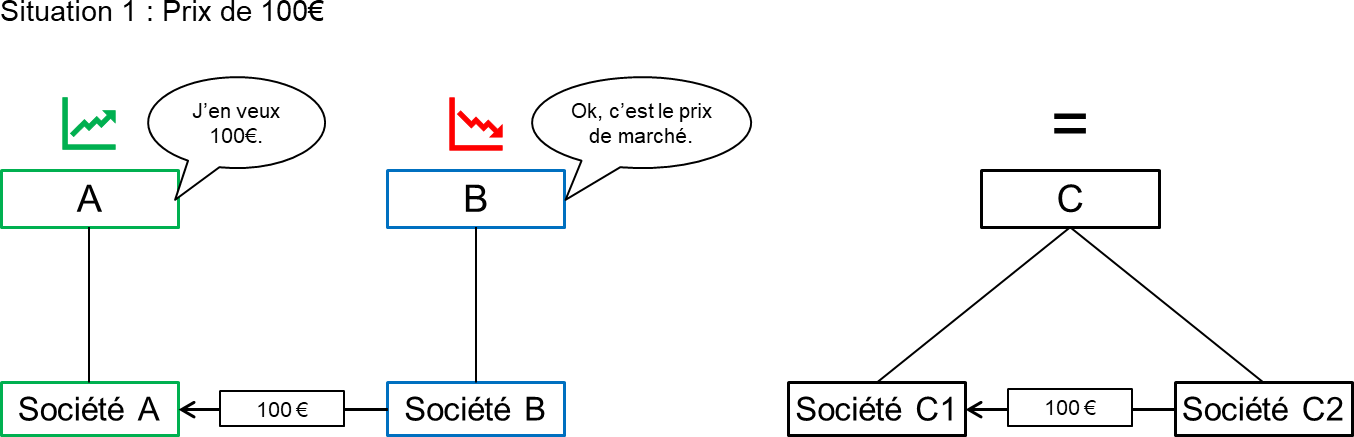 Situation 1 : Prix de 100€
J’en veux
100€.
Ok, c’est le prix
de marché.
=
A
B
C
Société A
100 €
Société B
Société C1
100 €
Société C2